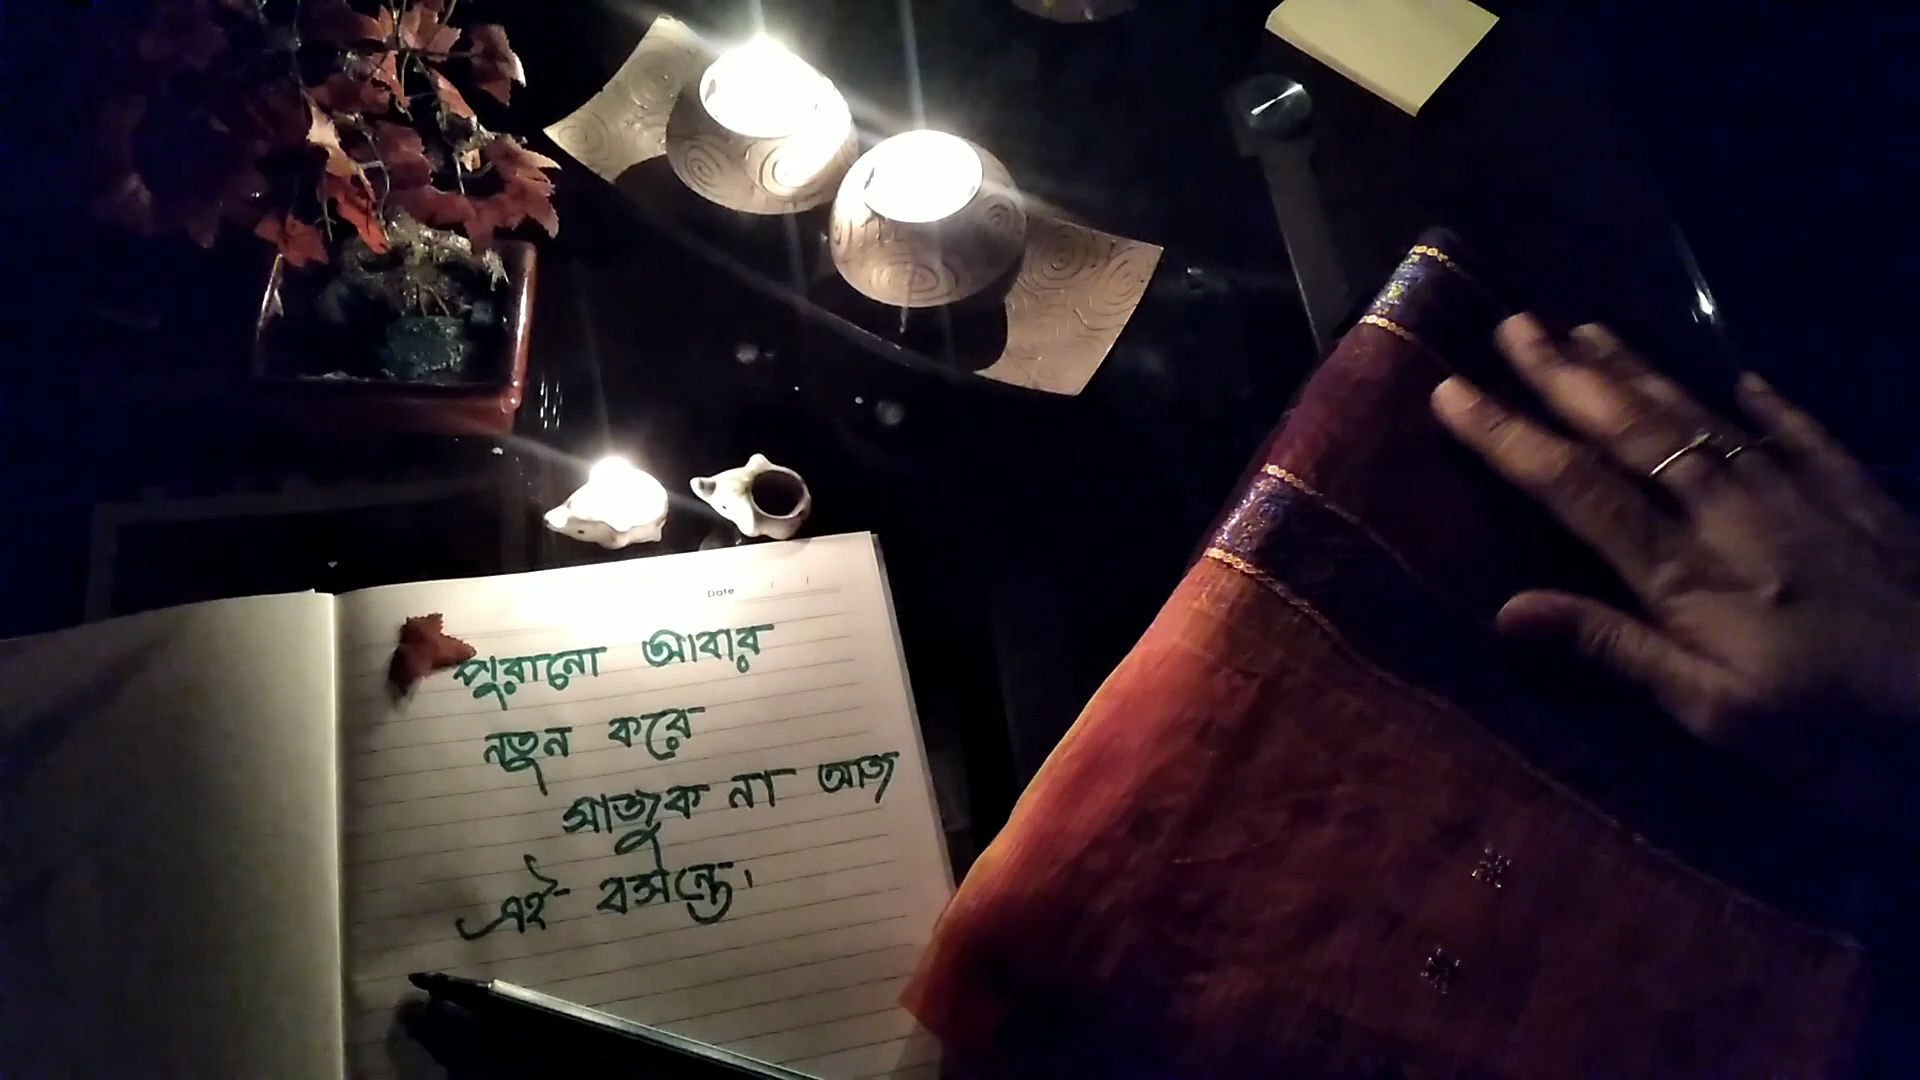 Date
পুরানো আবার
নতুন করে
সাজুক না আজ
এই বসন্তে।